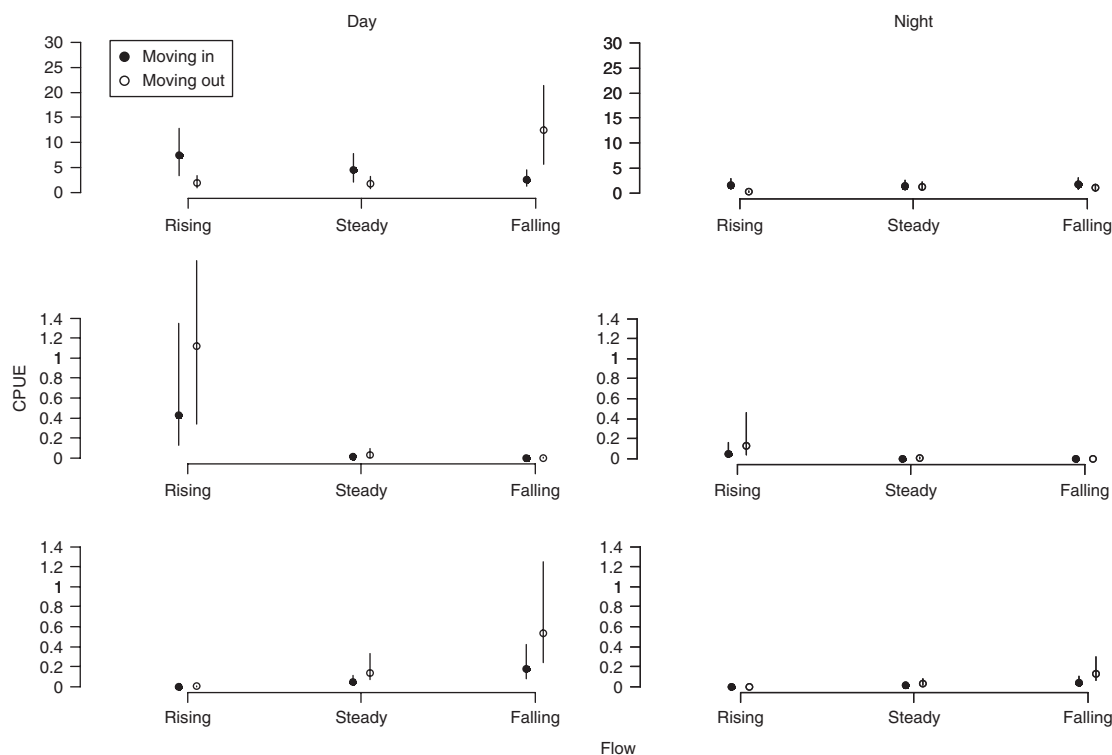 Day
Night
30
25
20
15
10
5
0
Moving in
Moving out
Rising
Steady
Falling
30
25
20
15
10
5
0
Rising
Steady
Falling
CPUE
1.4
1.2
1
0.8
0.6
0.4
0.2
0
Rising
Steady
Falling
1.4
1.2
1
0.8
0.6
0.4
0.2
0
Rising
Steady
Falling
1.4
1.2
1
0.8
0.6
0.4
0.2
0
Rising
Steady
Falling
1.4
1.2
1
0.8
0.6
0.4
0.2
0
Rising
Steady
Falling
Flow